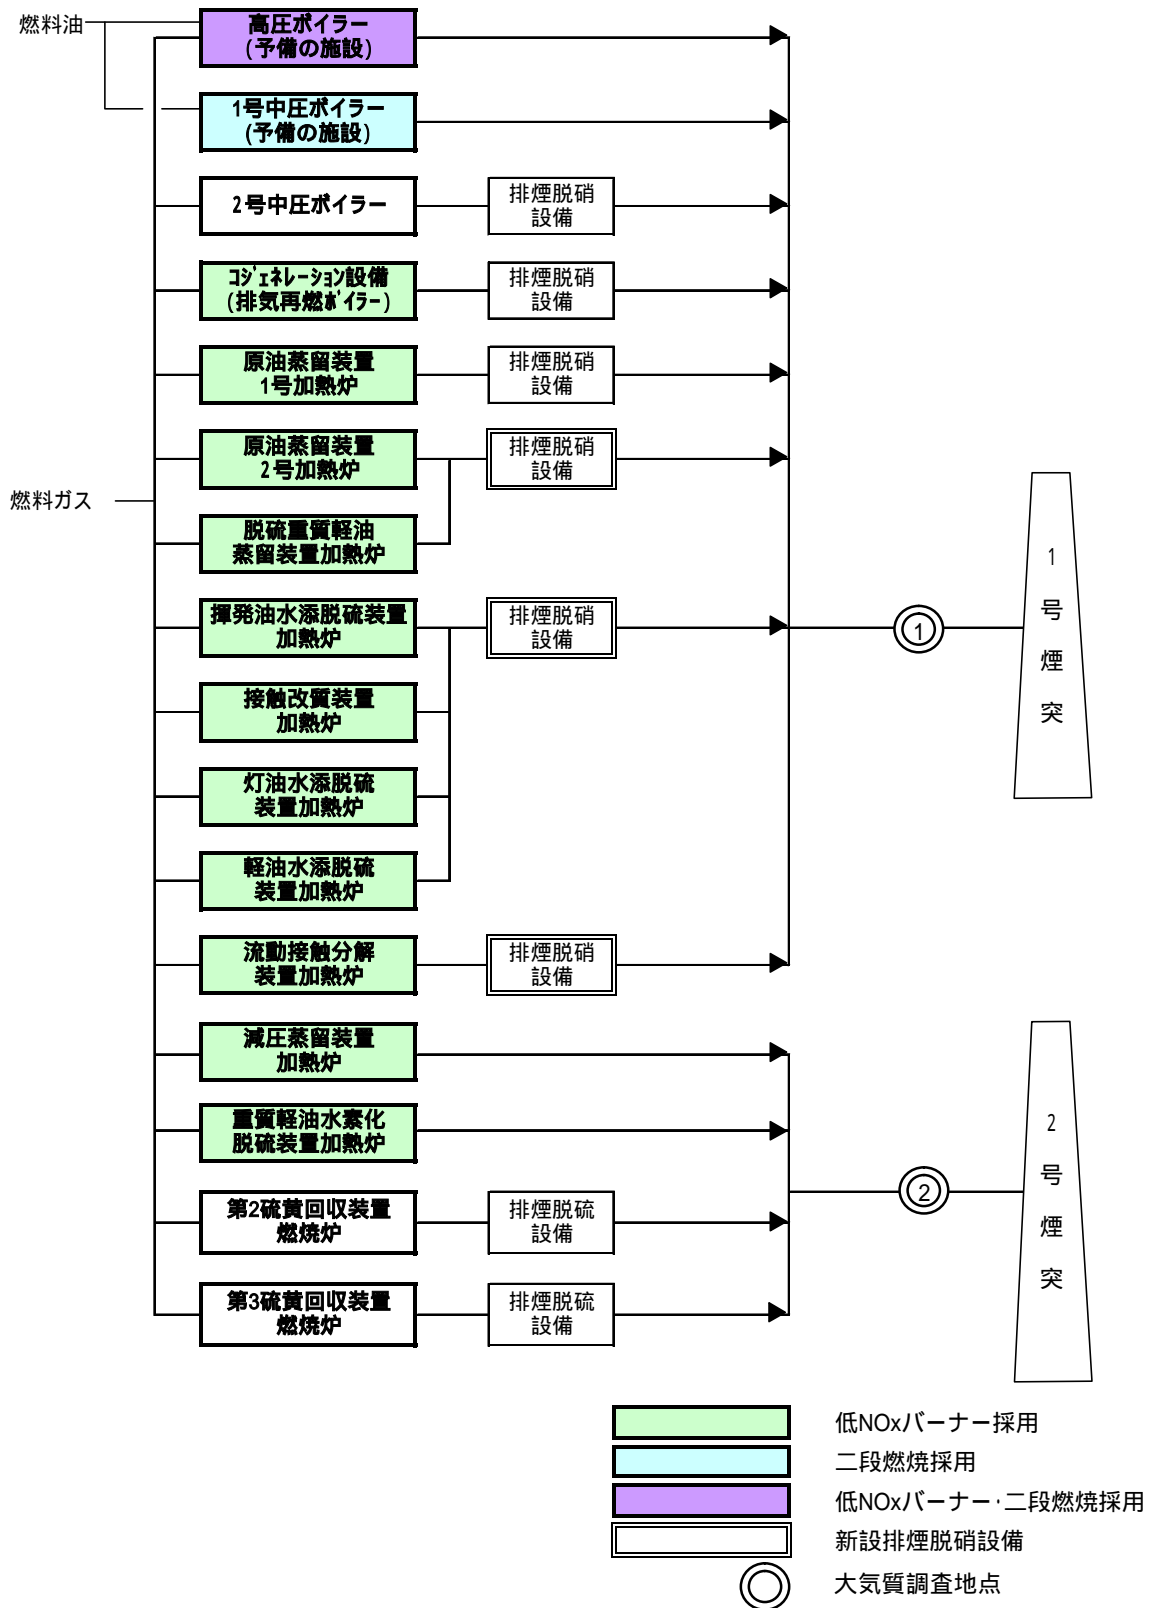 燃料油
高圧ボイラー
(予備の施設)
1号中圧ボイラー
(予備の施設)
2号中圧ボイラー
排煙脱硝
設備
ｺｼﾞｪﾈﾚｰｼｮﾝ設備
(排気再燃ﾎﾞｲﾗｰ)
排煙脱硝
設備
原油蒸留装置
1号加熱炉
排煙脱硝
設備
原油蒸留装置
2号加熱炉
排煙脱硝
設備
燃料ガス
脱硫重質軽油
蒸留装置加熱炉
揮発油水添脱硫装置
加熱炉
排煙脱硝
設備
接触改質装置
加熱炉
灯油水添脱硫
装置加熱炉
軽油水添脱硫
装置加熱炉
流動接触分解
装置加熱炉
排煙脱硝
設備
1
1
号
煙
突
減圧蒸留装置
加熱炉
重質軽油水素化
脱硫装置加熱炉
第2硫黄回収装置
燃焼炉
排煙脱硫
設備
第3硫黄回収装置
燃焼炉
排煙脱硫
設備
2
2
号
煙
突
低NOxバーナー採用
二段燃焼採用
低NOxバーナー・二段燃焼採用
新設排煙脱硝設備
大気質調査地点